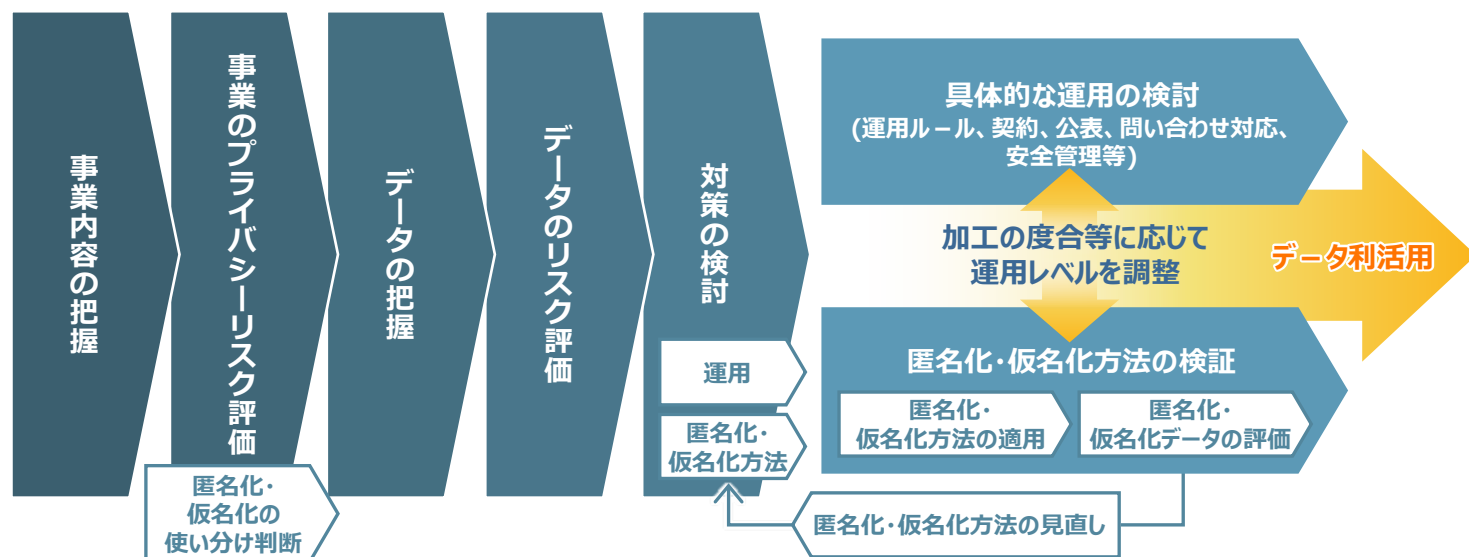 事業内容の把握
事業のプライバシーリスク評価
匿名化・
仮名化の
使い分け判断
データの把握
データのリスク評価
対策の検討
運用
匿名化・
仮名化方法
具体的な運用の検討
(運用ルール、契約、公表、問い合わせ対応、
安全管理等)
加工の度合等に応じて
運用レベルを調整
データ利活用
匿名化・仮名化方法の検証
匿名化・
仮名化方法の適用
匿名化・
仮名化データの評価
匿名化・仮名化方法の見直し